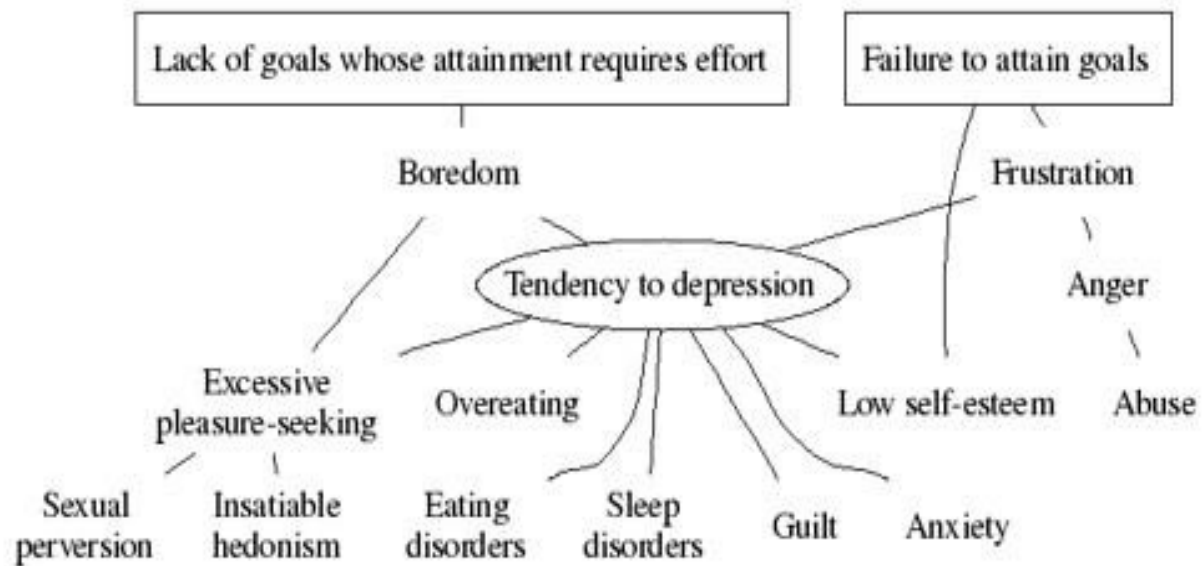 Lack of goals whose attainment requires effort
Failure to attain goals
Boredom
Frustration
Tendency to depression
Anger
Excessive
pleasure-seeking
Overeating
Low self-esteem
Abuse
Sexual
perversion
Insatiable
hedonism
Eating
disorders
Sleep
disorders
Guilt
Anxiety